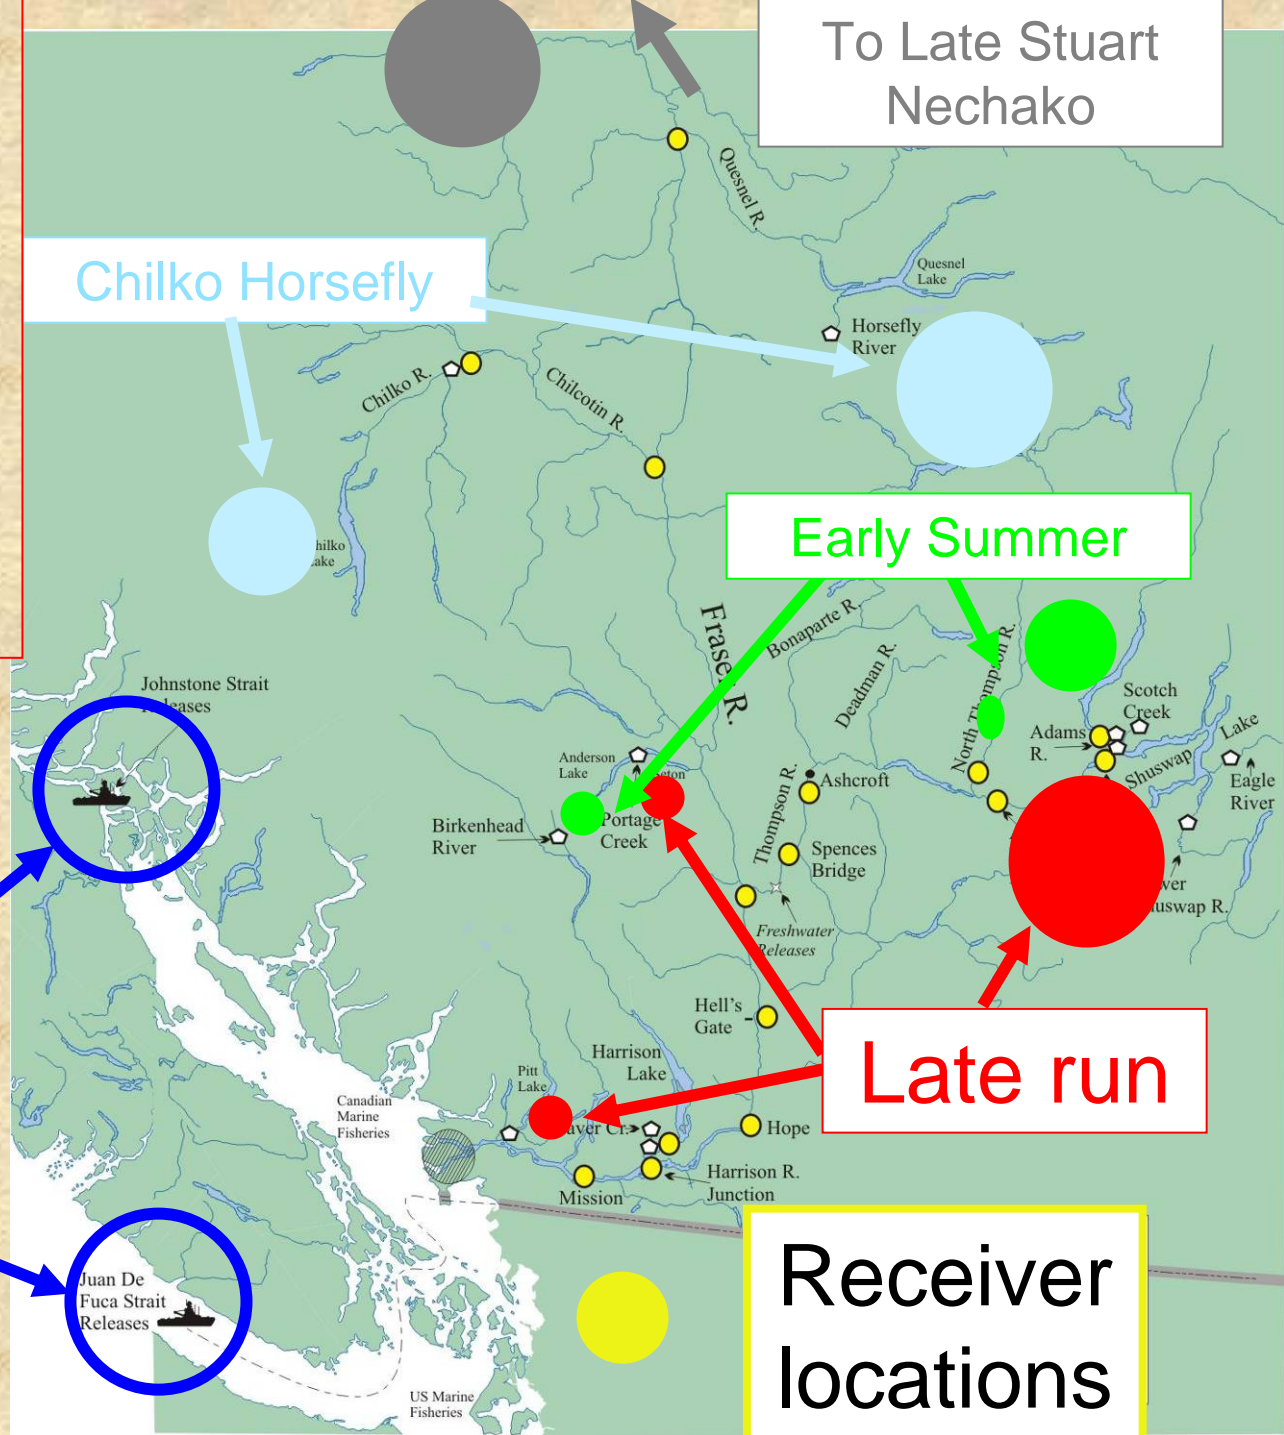 To Late Stuart
Nechako
Quesnel R.
Chilko Horsefly
Quesnel
Lake
Horsefly
River
Chilko R.
Chilcotin R.
Early Summer
Fraser R.
Bonaparte R.
Deadman R.
North Thompson R.
Johnstone Strait
Releases
Scotch
Creek
Adams
R.
Shuswap
Lake
Eagle
River
Anderson
Lake
Ashcroft
Thompson R.
Birkenhead
River
Portage
Creek
Spences
Bridge
Freshwater
Releases
Hell's
Gate
Late run
Harrison
Lake
Pitt
Lake
Canadian
Marine
Fisheries
Hope
Harrison R.
Junction
Mission
Receiver
locations
Juan De
Fuca Strait
Releases
US Marine
Fisheries